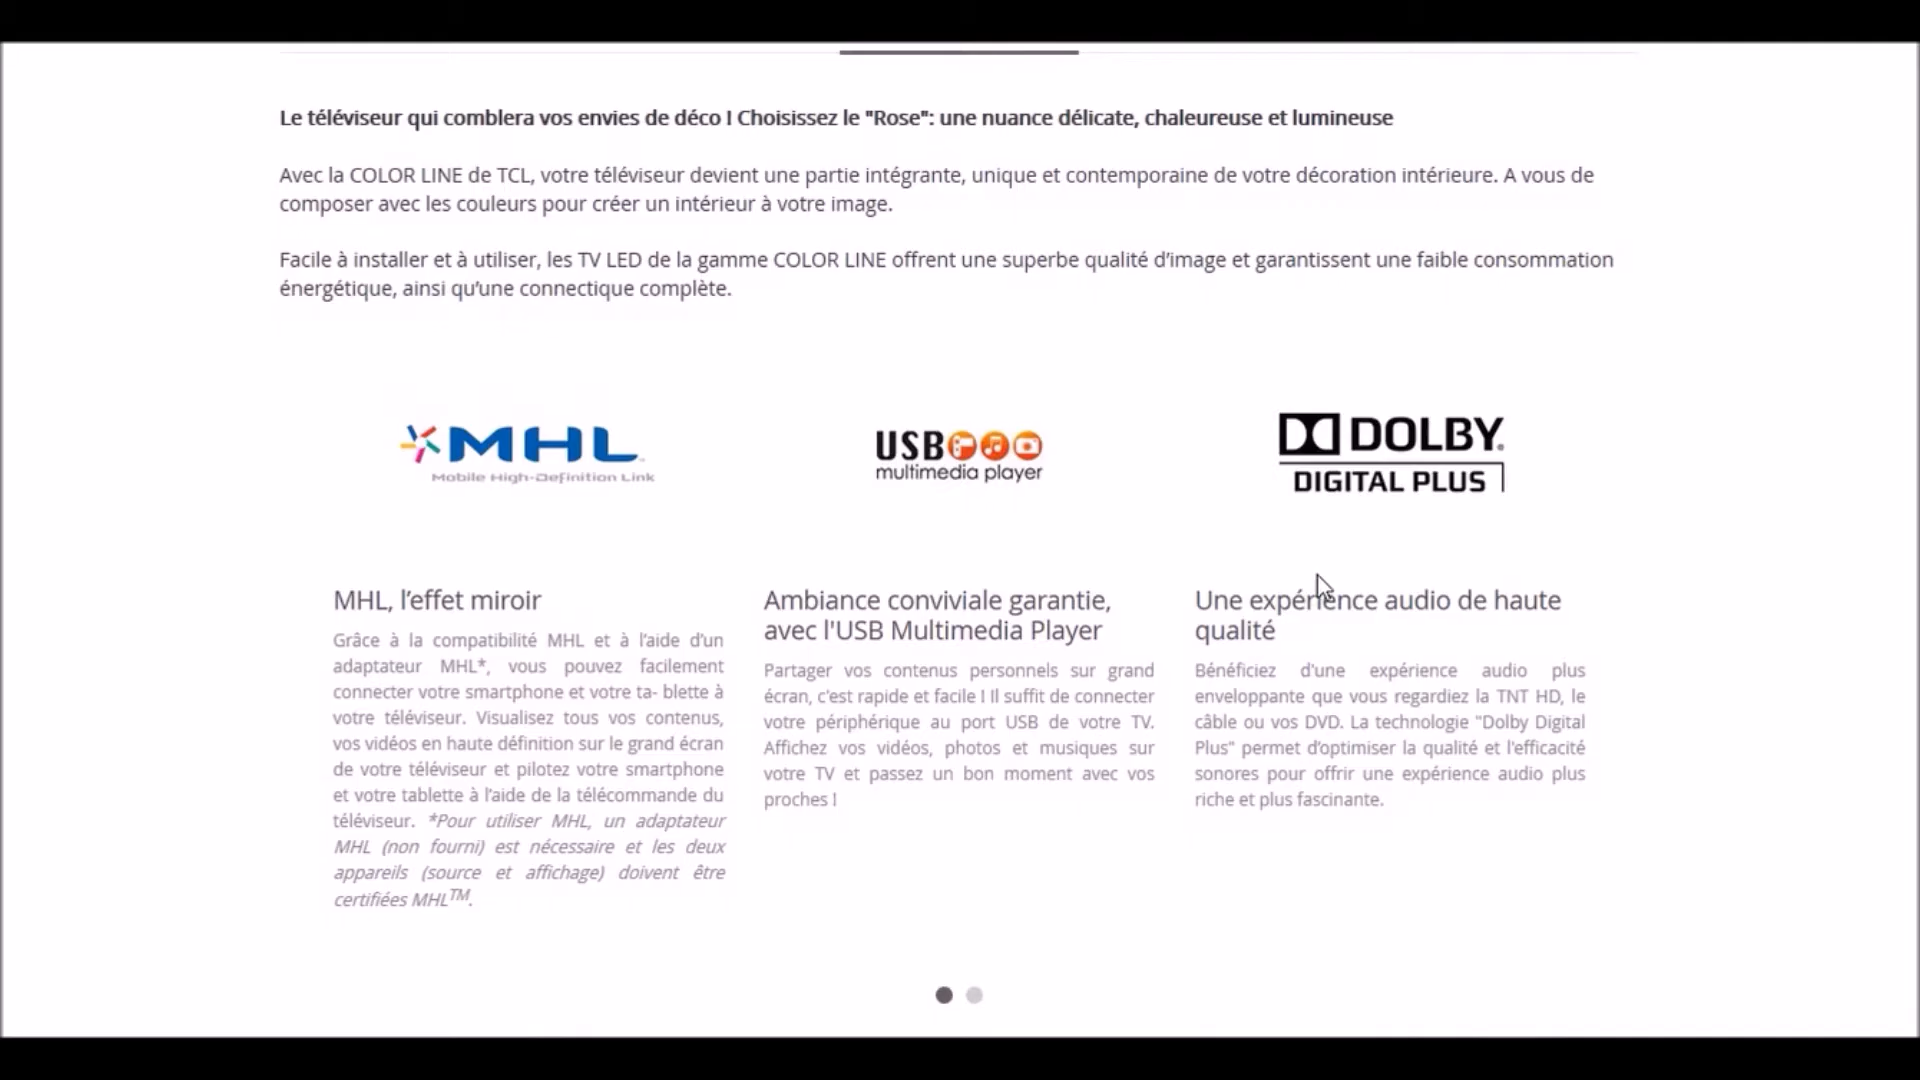 Le téléviseur qui comblera vos envies de déco ! Choisissez le "Rose": une nuance délicate, chaleureuse et lumineuse
Avec la COLOR LINE de TCL, votre téléviseur devient une partie intégrante, unique et contemporaine de votre décoration intérieure. A vous de
composer avec les couleurs pour créer un intérieur à votre image.
Facile à installer et à utiliser, les TV LED de la gamme COLOR LINE offrent une superbe qualité d’image et garantissent une faible consommation
énergétique, ainsi qu’une connectique complète.
MHL
Mobile High-Definition Link
USB
multimedia player
DOLBY
DIGITAL PLUS
MHL, l’effet miroir
Grâce à la compatibilité MHL et à l’aide d’un
adaptateur MHL*, vous pouvez facilement
connecter votre smartphone et votre ta- blette à
votre téléviseur. Visualisez tous vos contenus,
vos vidéos en haute définition sur le grand écran
de votre téléviseur et pilotez votre smartphone
et votre tablette à l’aide de la télécommande du
téléviseur. *Pour utiliser MHL, un adaptateur
MHL (non fourni) est nécessaire et les deux
appareils (source et affichage) doivent être
certifiées MHL™.
Ambiance conviviale garantie,
avec l'USB Multimedia Player
Partager vos contenus personnels sur grand
écran, c'est rapide et facile ! Il suffit de connecter
votre périphérique au port USB de votre TV.
Affichez vos vidéos, photos et musiques sur
votre TV et passez un bon moment avec vos
proches !
Une expérience audio de haute
qualité
Bénéficiez d'une expérience audio plus
enveloppante que vous regardiez la TNT HD, le
câble ou vos DVD. La technologie "Dolby Digital
Plus" permet d’optimiser la qualité et l'efficacité
sonores pour offrir une expérience audio plus
riche et plus fascinante.